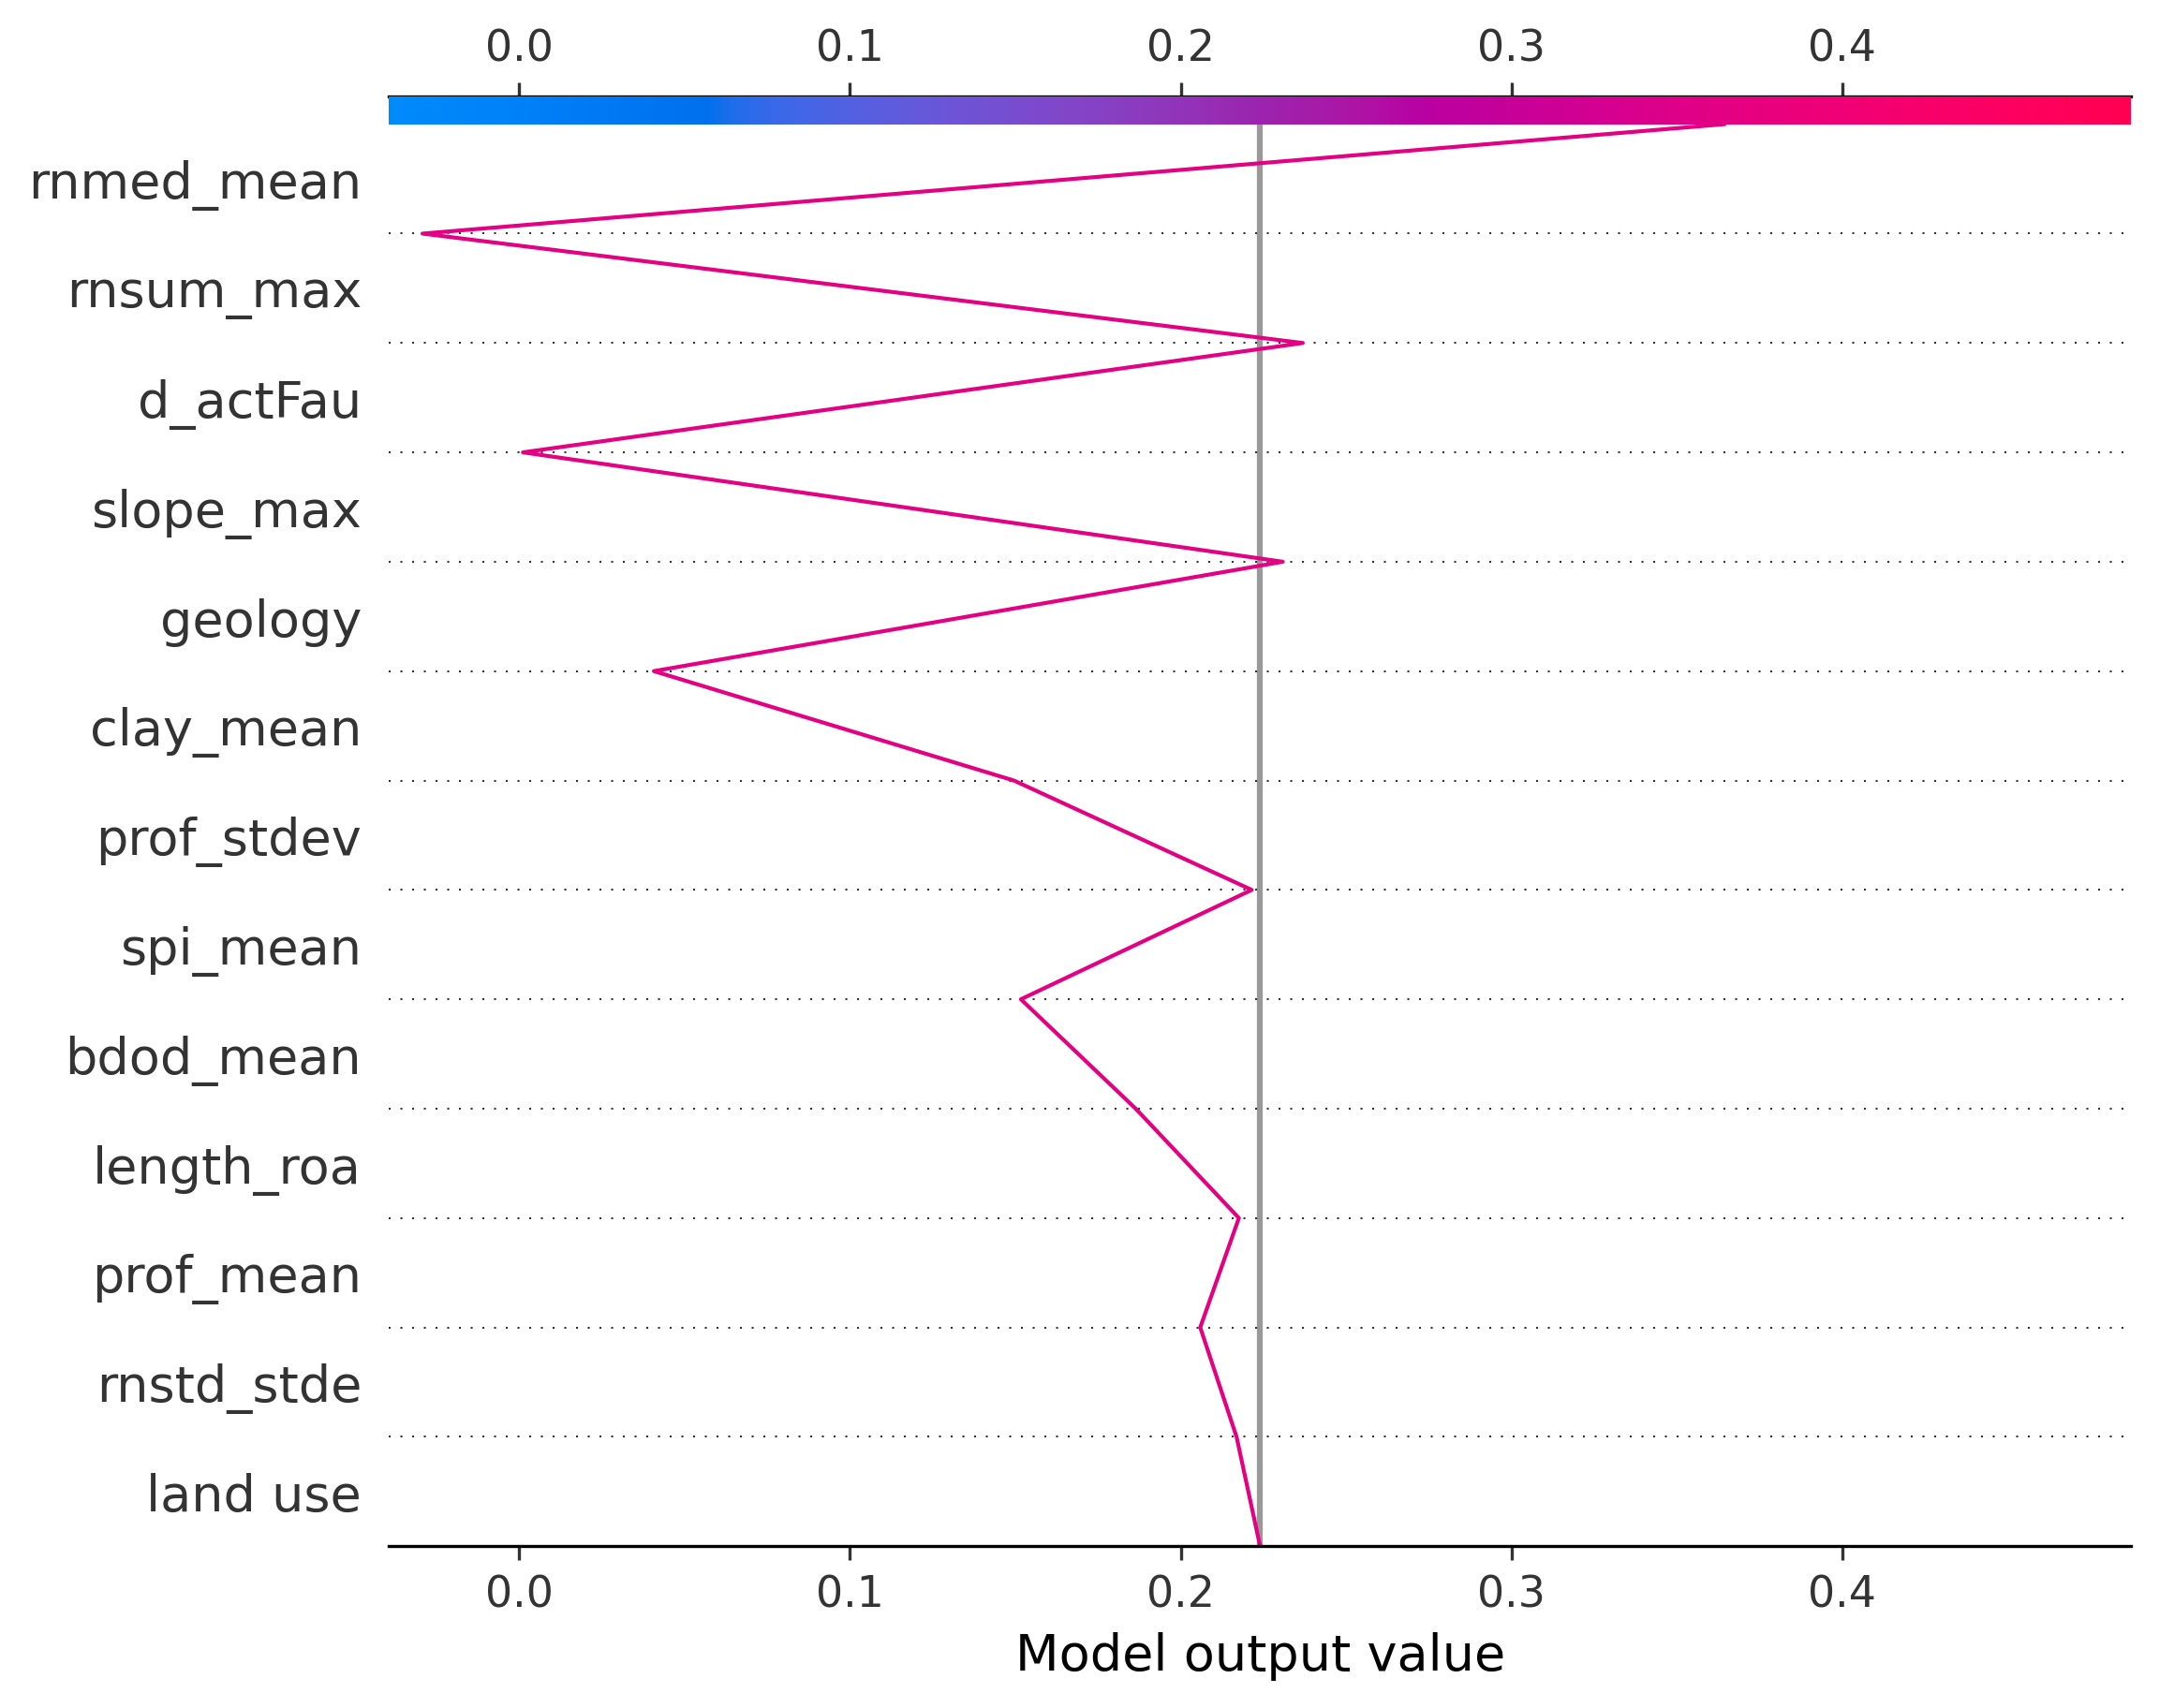 0.0 0.1 0.2 0.3 0.4
rnmed_mean
rnsum_max
d_actFau
slope_max
geology
clay_mean
prof_stdev
spi_mean
bdod_mean
length_roa
prof_mean
rnstd_stde
land use
0.0 0.1 0.2 0.3 0.4
Model output value